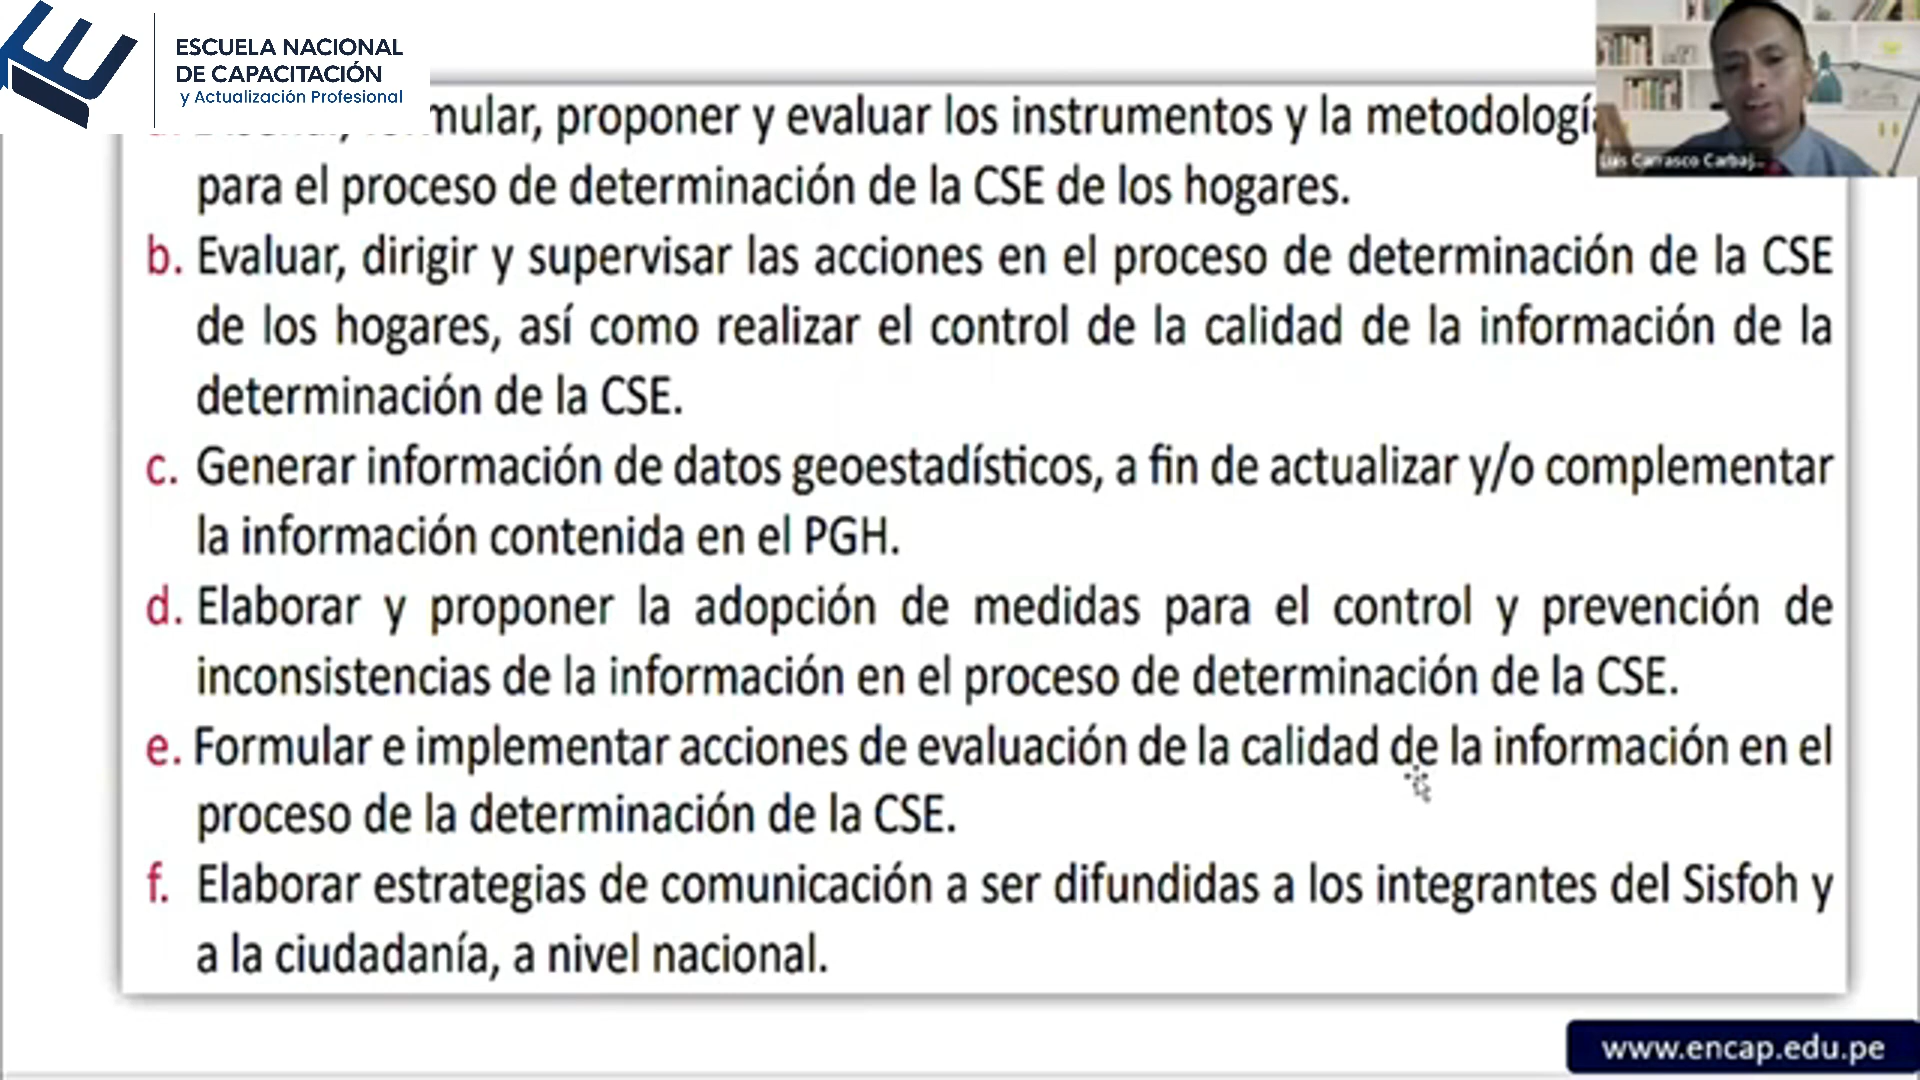 ESCUELA NACIONAL
DE CAPACITACIÓN
y Actualización Profesional
mular, proponer y evaluar los instrumentos y la metodologí
para el proceso de determinación de la CSE de los hogares.
b. Evaluar, dirigir y supervisar las acciones en el proceso de determinación de la CSE
de los hogares, así como realizar el control de la calidad de la información de la
determinación de la CSE.
c. Generar información de datos geoestadísticos, a fin de actualizar y/o complementar
la información contenida en el PGH.
d. Elaborar y proponer la adopción de medidas para el control y prevención de
inconsistencias de la información en el proceso de determinación de la CSE.
e. Formular e implementar acciones de evaluación de la calidad de la información en el
proceso de la determinación de la CSE.
f. Elaborar estrategias de comunicación a ser difundidas a los integrantes del Sisfoh y
a la ciudadanía, a nivel nacional.
Luis Carrasco Carbaj...
www.encap.edu.pe